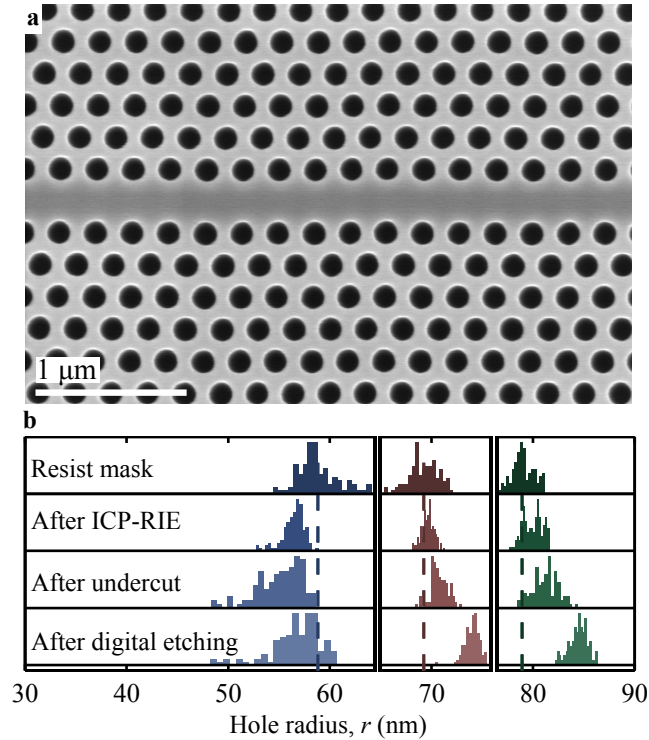 a
1 μm
b
Resist mask
After ICP-RIE
After undercut
After digital etching
30 40 50 60 70 80 90
Hole radius, r (nm)